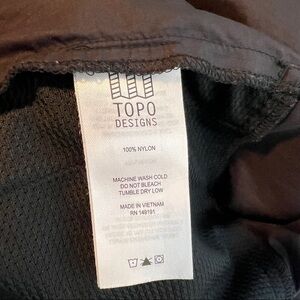 TOPO
DESIGNS
100% NYLON
MACHINE WASH COLD
DO NOT BLEACH
TUMBLE DRY LOW
MADE IN VIETNAM
RN 149191